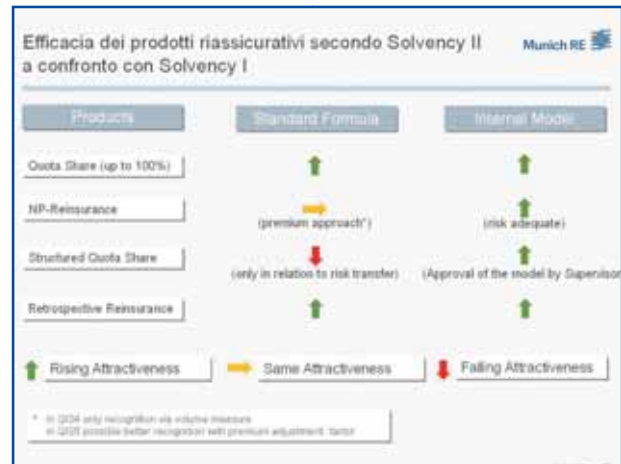 Efficacia dei prodotti riassicurativi secondo Solvency II
a confronto con Solvency I
Munich RE
Products
Standard Formula
Internal Model
Quota Share (up to 100%)
NP-Reinsurance
(premium approach*)
(risk adequate)
Structured Quota Share
(only in relation to risk transfer)
(Approval of the model by Supervisor
Retrospective Reinsurance
Rising Attractiveness
Same Attractiveness
Falling Attractiveness
* in QIS4 only recognition via volume measure
in QIS5 possible better recognition with premium adjustment factor